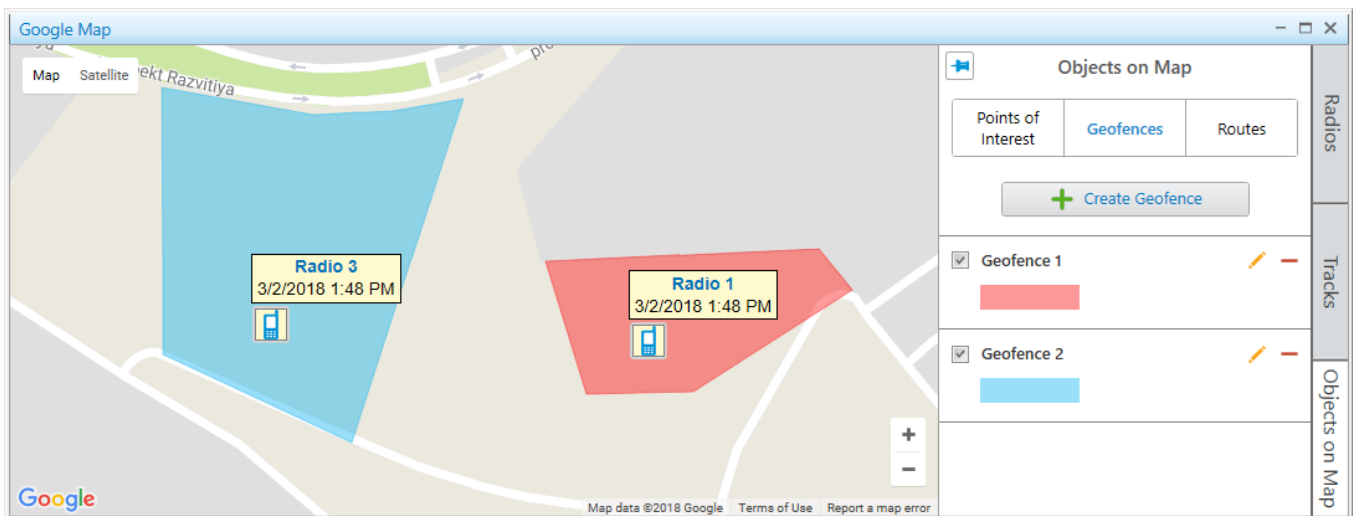 Google Map
Map Satellite
ekt Razvitiya
pro
Radio 3
3/2/2018 1:48 PM
Radio 1
3/2/2018 1:48 PM
Google
Map data ©2018 Google Terms of Use Report a map error
Objects on Map
Points of
Interest
Geofences
Routes
Create Geofence
Geofence 1
Geofence 2
Radios
Tracks
Objects on Map